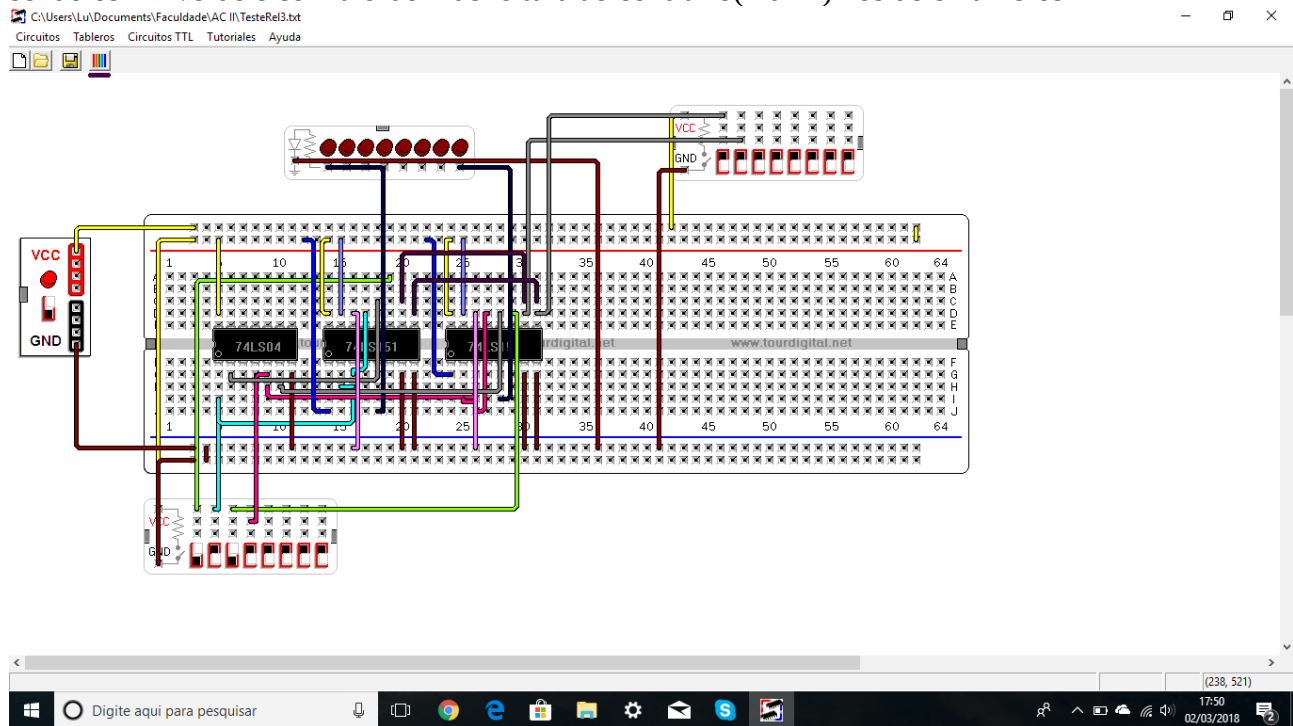 C:\Users\Lu\Documents\Faculdade\AC II\TesteRel3.txt
Circuitos Tableros Circuitos TTL Tutoriales Ayuda
VCC
GND
VCC
GND
1 10 15 20 25 35 40 45 50 55 60 64
A A
B
C
D
E
74LS04
www.tourdigital.net
F
G
H
I
J
1 10 15 20 25 30 35 40 45 50 55 60 64
VCC
GND
(238, 521)
Digite aqui para pesquisar
17:50
02/03/2018
2